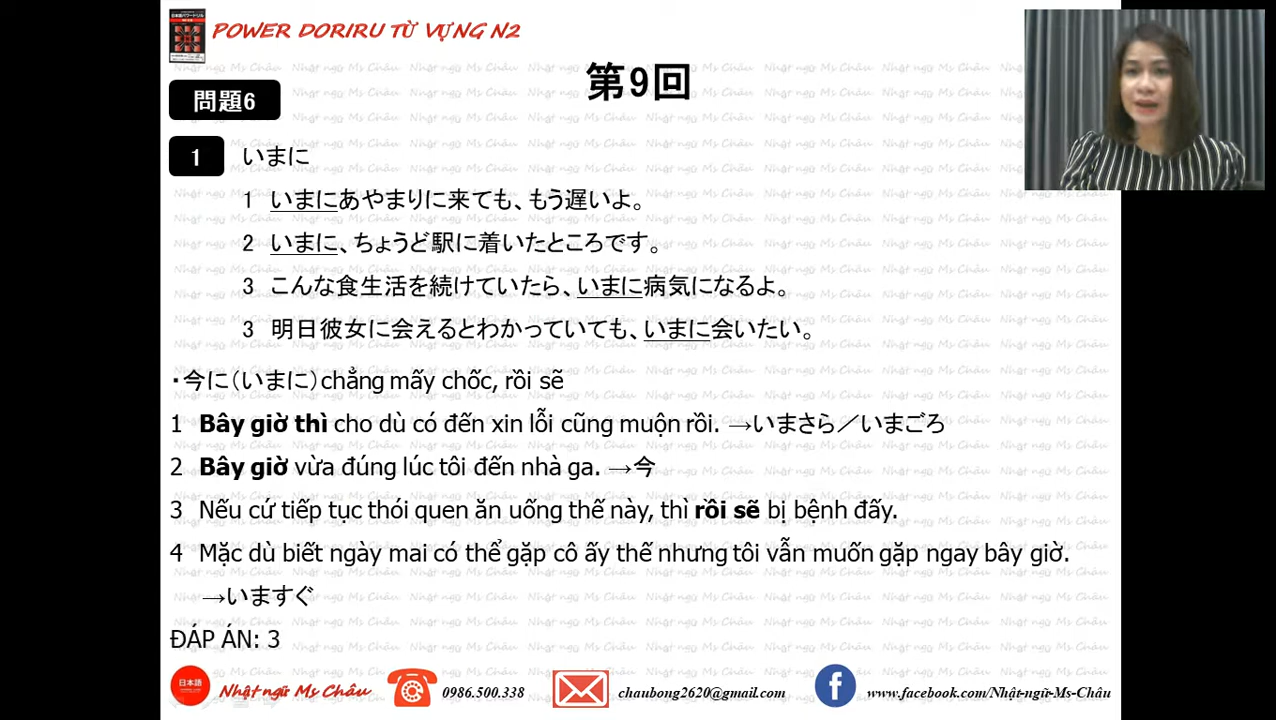 POWER DORIRU TỪ VỰNG N2
第9回
問題6
1 いまに
1 いまにあやまりに来ても、もう遅いよ。
2 いまに、ちょうど駅に着いたところです。
3 こんな食生活を続けていたら、いまに病気になるよ。
3 明日彼女に会えるとわかっていても、いまに会いたい。
・今に（いまに）chẳng mấy chốc, rồi sẽ
1 Bây giờ thì cho dù có đến xin lỗi cũng muộn rồi. →いまさら／いまごろ
2 Bây giờ vừa đúng lúc tôi đến nhà ga. →今
3 Nếu cứ tiếp tục thói quen ăn uống thế này, thì rồi sẽ bị bệnh đấy.
4 Mặc dù biết ngày mai có thể gặp cô ấy thế nhưng tôi vẫn muốn gặp ngay bây giờ.
→いますぐ
ĐÁP ÁN: 3
日本語 Nhật ngữ Ms Châu 0986.500.338 chaubong2620@gmail.com www.facebook.com/Nhật-ngữ-Ms-Châu